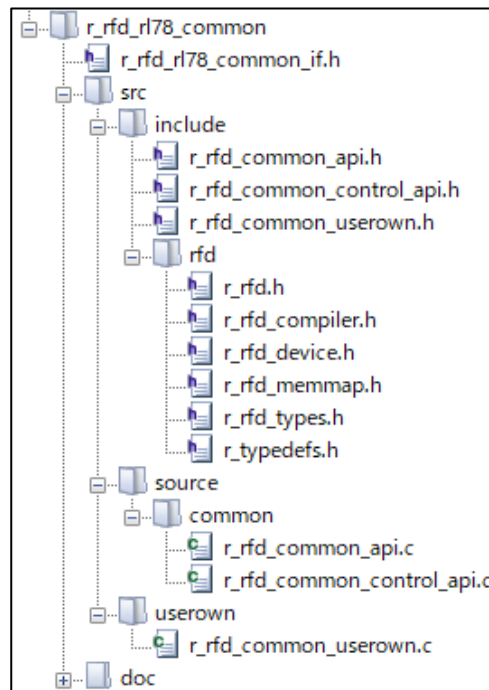 r_rfd_rl78_common
r_rfd_rl78_common_if.h
src
include
r_rfd_common_api.h
r_rfd_common_control_api.h
r_rfd_common_userown.h
rfd
r_rfd.h
r_rfd_compiler.h
r_rfd_device.h
r_rfd_memmap.h
r_rfd_types.h
r_typedefs.h
source
common
r_rfd_common_api.c
r_rfd_common_control_api.c
userown
r_rfd_common_userown.c
doc